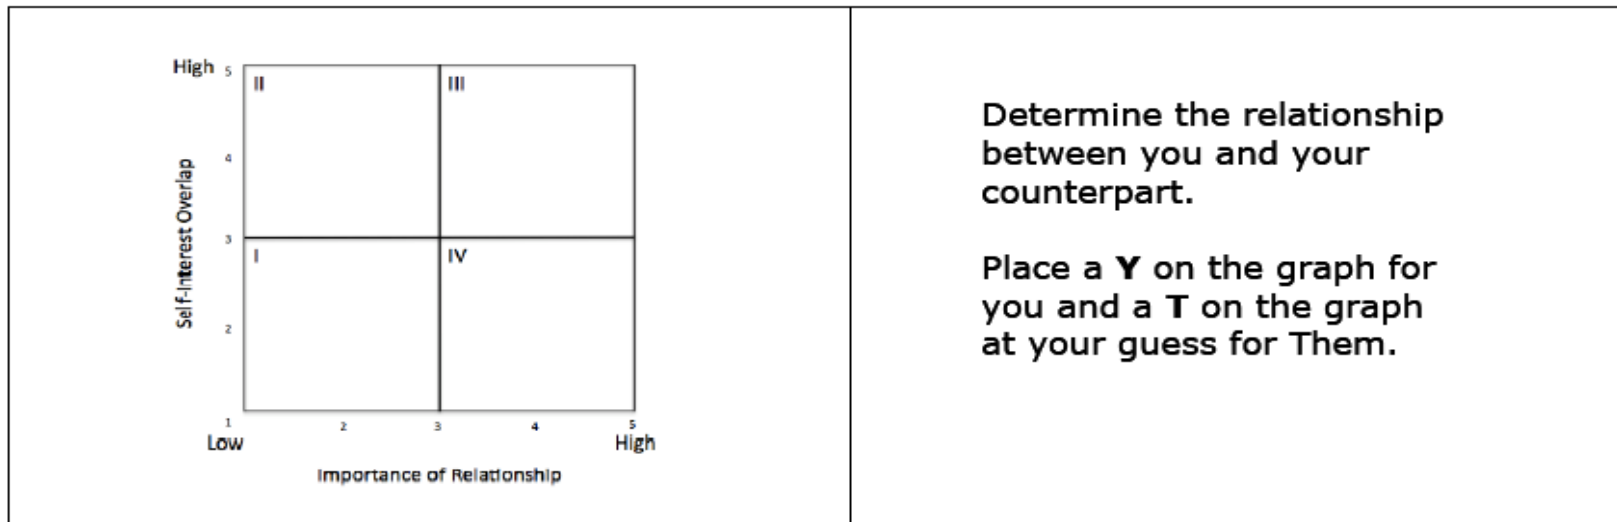 High 5
II
III
4
Self-Interest Overlap
3
I
IV
2
1
2
3
4
5
Low
High
Importance of Relationship
Determine the relationship
between you and your
counterpart.
Place a Y on the graph for
you and a T on the graph
at your guess for Them.